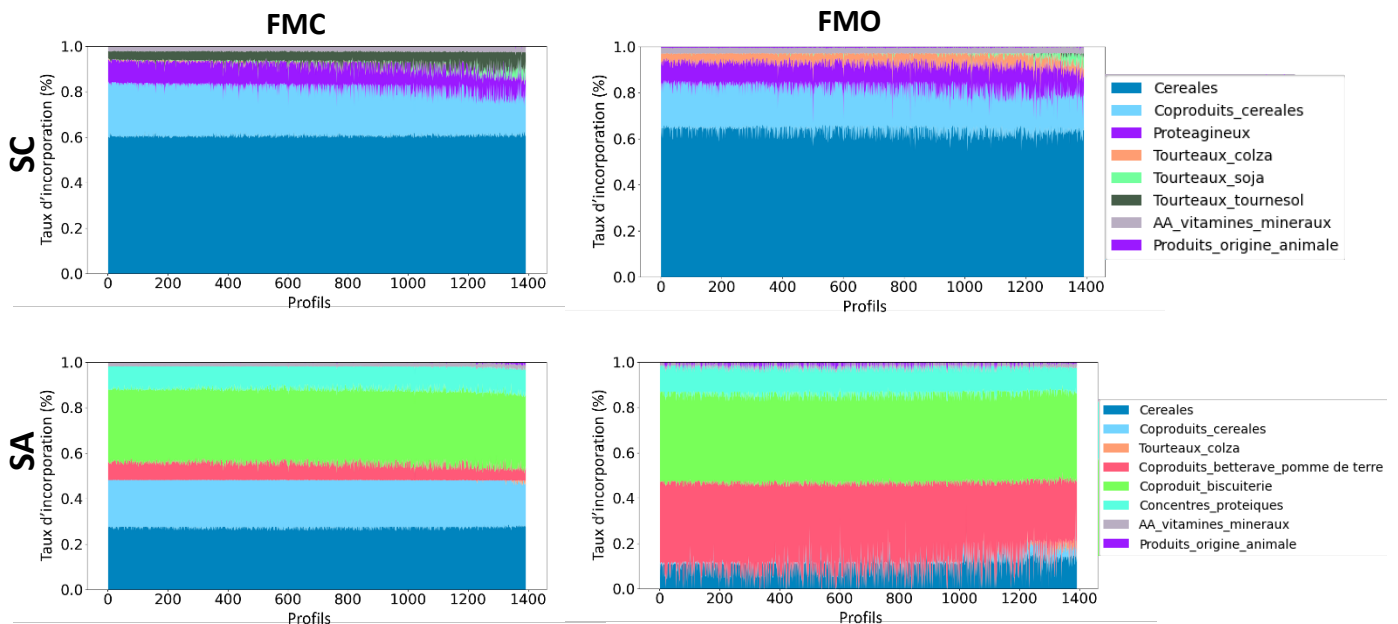 FMC
FMO
SC
Taux d'incorporation (%)
1.0
0.8
0.6
0.4
0.2
0.0
0 200 400 600 800 1000 1200 1400
Profils
Taux d'incorporation (%)
1.0
0.8
0.6
0.4
0.2
0.0
0 200 400 600 800 1000 1200 1400
Profils
Cereales
Coproduits_cereales
Proteagineux
Tourteaux_colza
Tourteaux_soja
Tourteaux_tournesol
AA_vitamines_mineraux
Produits_origine_animale
SA
Taux d'incorporation (%)
1.0
0.8
0.6
0.4
0.2
0.0
0 200 400 600 800 1000 1200 1400
Profils
Taux d'incorporation (%)
1.0
0.8
0.6
0.4
0.2
0.0
0 200 400 600 800 1000 1200 1400
Profils
Cereales
Coproduits_cereales
Tourteaux_colza
Coproduits_betterave_pomme de terre
Coproduit_biscuiterie
Concentres_proteiques
AA_vitamines_mineraux
Produits_origine_animale